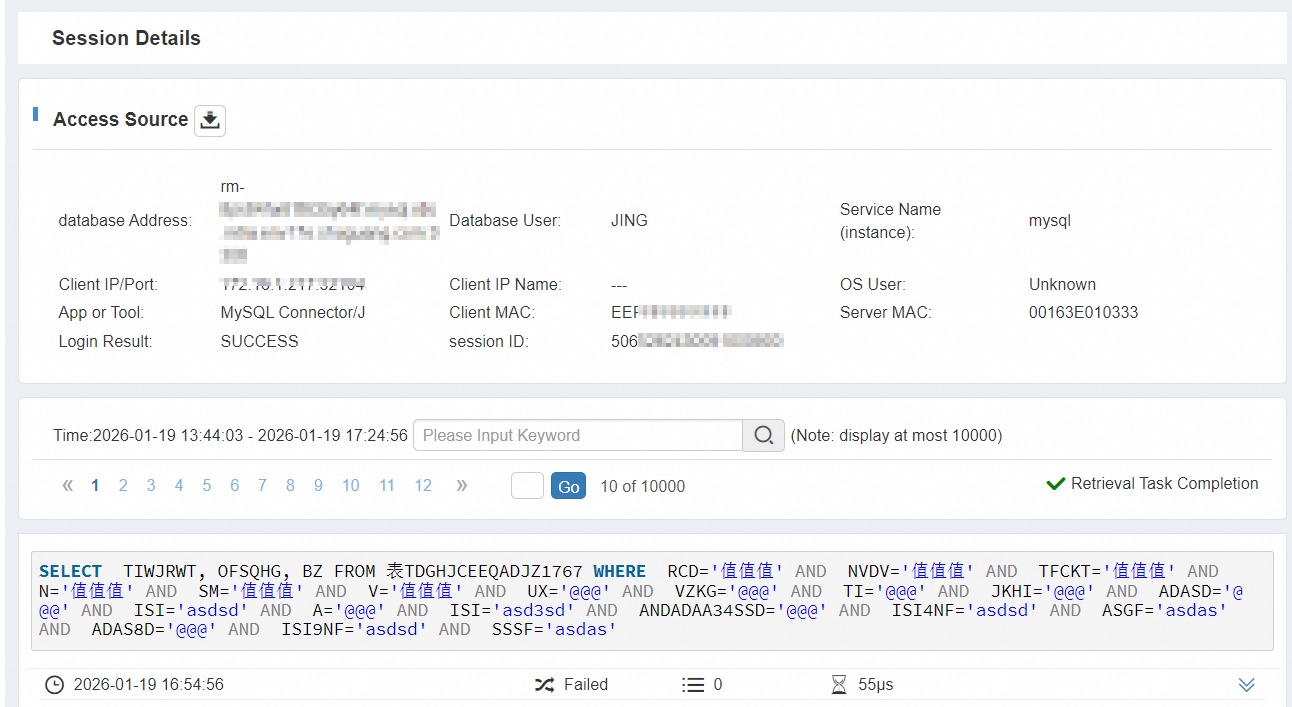 Session Details
Access Source
rm-
database Address:
Database User: JING
Service Name
(instance):
mysql
Client IP/Port:
Client IP Name: ---
OS User: Unknown
App or Tool: MySQL Connector/J
Client MAC: EEF
Server MAC: 00163E010333
Login Result: SUCCESS
session ID: 506
Time:2026-01-19 13:44:03 - 2026-01-19 17:24:56 Please Input Keyword (Note: display at most 10000)
« 1 2 3 4 5 6 7 8 9 10 11 12 » Go 10 of 10000 Retrieval Task Completion
SELECT TIWJRWT, OFSQHG, BZ FROM 表TDGHJCEEQADJZ1767 WHERE RCD='值值值' AND NVDV='值值值' AND TFCKT='值值值' AND
N='值值值' AND SM='值值值' AND V='值值值' AND UX='@@@' AND VZKG='@@@' AND TI='@@@' AND JKHI='@@@' AND ADASD='@
@@' AND ISI='asdsd' AND A='@@@' AND ISI='asd3sd' AND ANDADAA34SSD='@@@' AND ISI4NF='asdsd' AND ASGF='asdas'
AND ADAS8D='@@@' AND ISI9NF='asdsd' AND SSSF='asdas'
2026-01-19 16:54:56 Failed 0 55μs